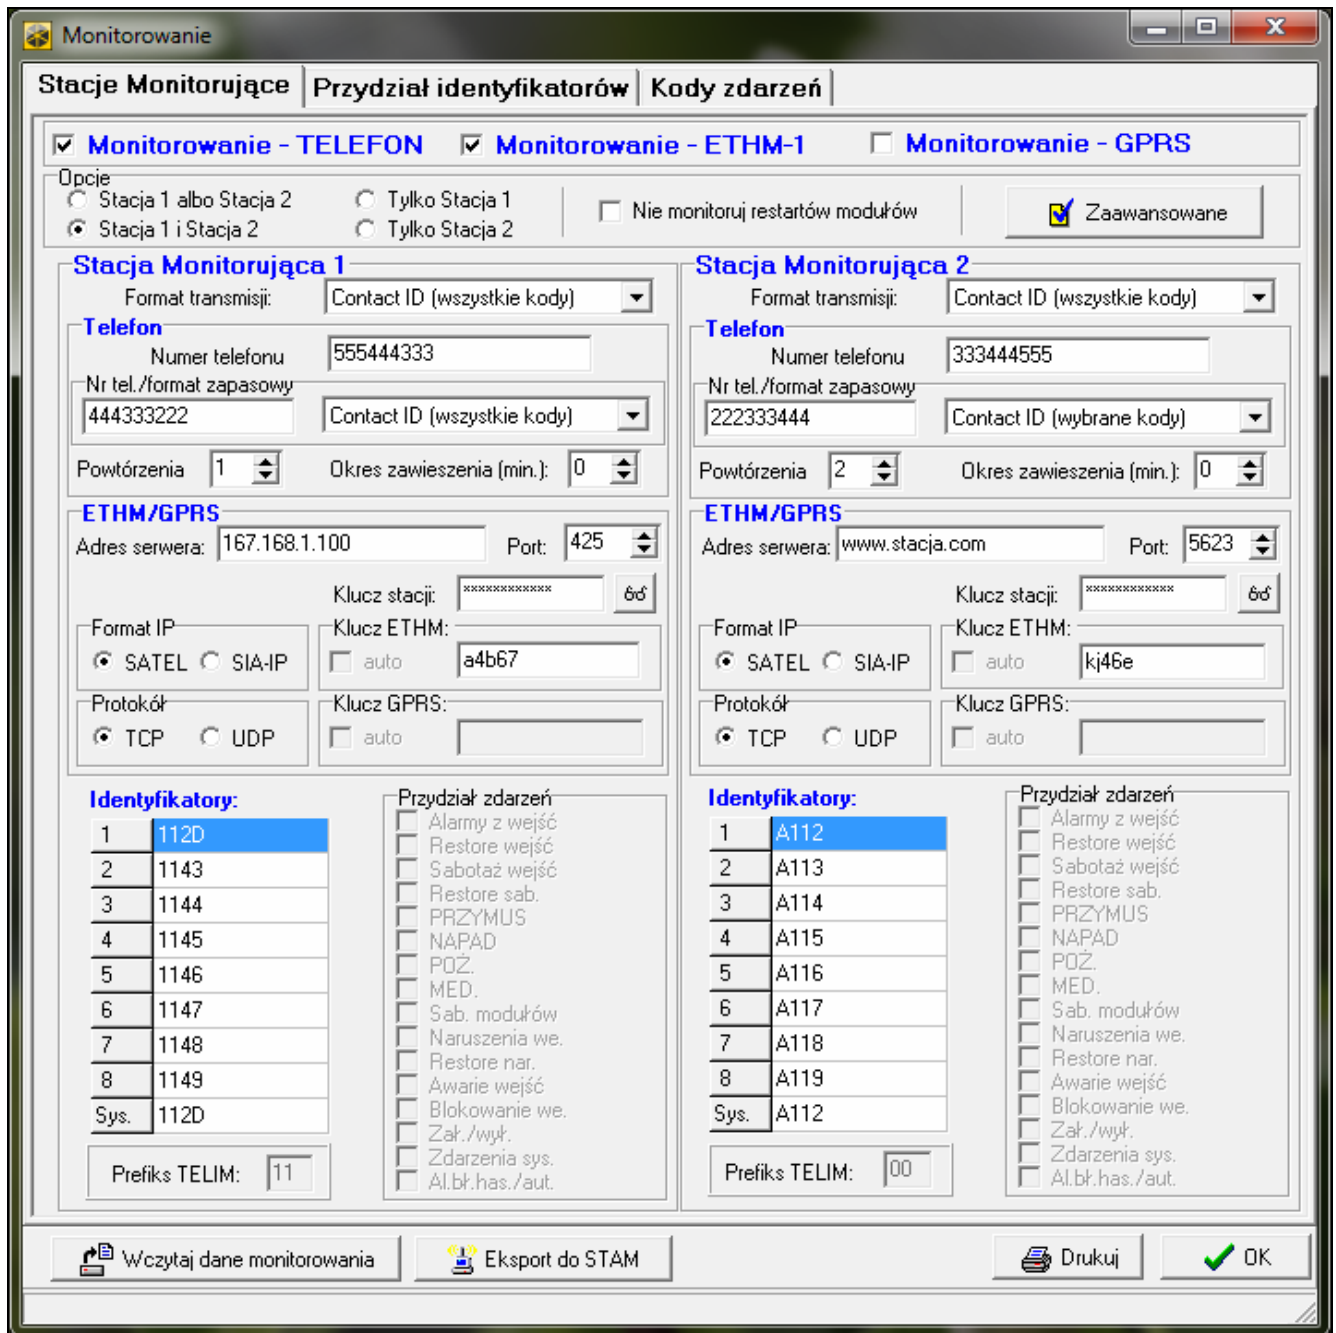 Monitorowanie
Stacje Monitorujące
Przydział identyfikatorów
Kody zdarzeń
Monitorowanie - TELEFON
Monitorowanie - ETHM-1
Monitorowanie - GPRS
Opcje
Stacja 1 albo Stacja 2
Tylko Stacja 1
Stacja 1 i Stacja 2
Tylko Stacja 2
Nie monitoruj restartów modułów
Zaawansowane
Stacja Monitorująca 1
Format transmisji:
Contact ID (wszystkie kody)
Telefon
Numer telefonu
555444333
Nr tel./format zapasowy
444333222
Contact ID (wszystkie kody)
Powtórzenia
1
Okres zawieszenia (min.):
0
ETHM/GPRS
Adres serwera:
167.168.1.100
Port:
425
Klucz stacji:
************
Format IP
SATEL
SIA-IP
Klucz ETHM:
auto
a4b67
Protokół
TCP
UDP
Klucz GPRS:
auto
Identyfikatory:
1 112D
2 1143
3 1144
4 1145
5 1146
6 1147
7 1148
8 1149
Sys. 112D
Prefiks TELIM: 11
Przydział zdarzeń
Alarmy z wejść
Restore wejść
Sabotaż wejść
Restore sab.
PRZYMUS
NAPAD
POŻ.
MED.
Sab. modułów
Naruszenia we.
Restore nar.
Awarie wejść
Blokowanie we.
Zał./wył.
Zdarzenia sys.
Al.bł.has./aut.
Stacja Monitorująca 2
Format transmisji:
Contact ID (wszystkie kody)
Telefon
Numer telefonu
333444555
Nr tel./format zapasowy
222333444
Contact ID (wybrane kody)
Powtórzenia
2
Okres zawieszenia (min.):
0
ETHM/GPRS
Adres serwera:
www.stacja.com
Port:
5623
Klucz stacji:
************
Format IP
SATEL
SIA-IP
Klucz ETHM:
auto
kj46e
Protokół
TCP
UDP
Klucz GPRS:
auto
Identyfikatory:
1 A112
2 A113
3 A114
4 A115
5 A116
6 A117
7 A118
8 A119
Sys. A112
Prefiks TELIM: 00
Przydział zdarzeń
Alarmy z wejść
Restore wejść
Sabotaż wejść
Restore sab.
PRZYMUS
NAPAD
POŻ.
MED.
Sab. modułów
Naruszenia we.
Restore nar.
Awarie wejść
Blokowanie we.
Zał./wył.
Zdarzenia sys.
Al.bł.has./aut.
Wczytaj dane monitorowania
Eksport do STAM
Drukuj
OK